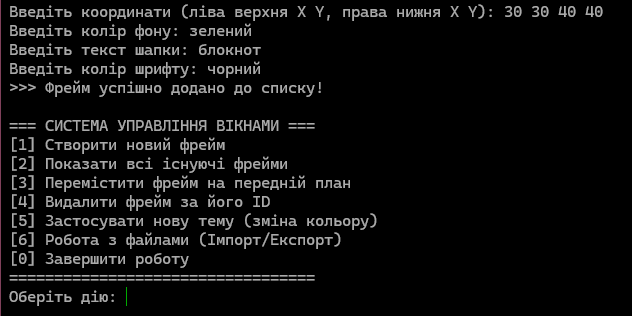 Введіть координати (ліва верхня X Y, права нижня X Y): 30 30 40 40
Введіть колір фону: зелений
Введіть текст шапки: блокнот
Введіть колір шрифту: чорний
>>> Фрейм успішно додано до списку!
=== СИСТЕМА УПРАВЛІННЯ ВІКНАМИ ===
[1] Створити новий фрейм
[2] Показати всі існуючі фрейми
[3] Перемістити фрейм на передній план
[4] Видалити фрейм за його ID
[5] Застосувати нову тему (зміна кольору)
[6] Робота з файлами (Імпорт/Експорт)
[0] Завершити роботу
==================================
Оберіть дію: